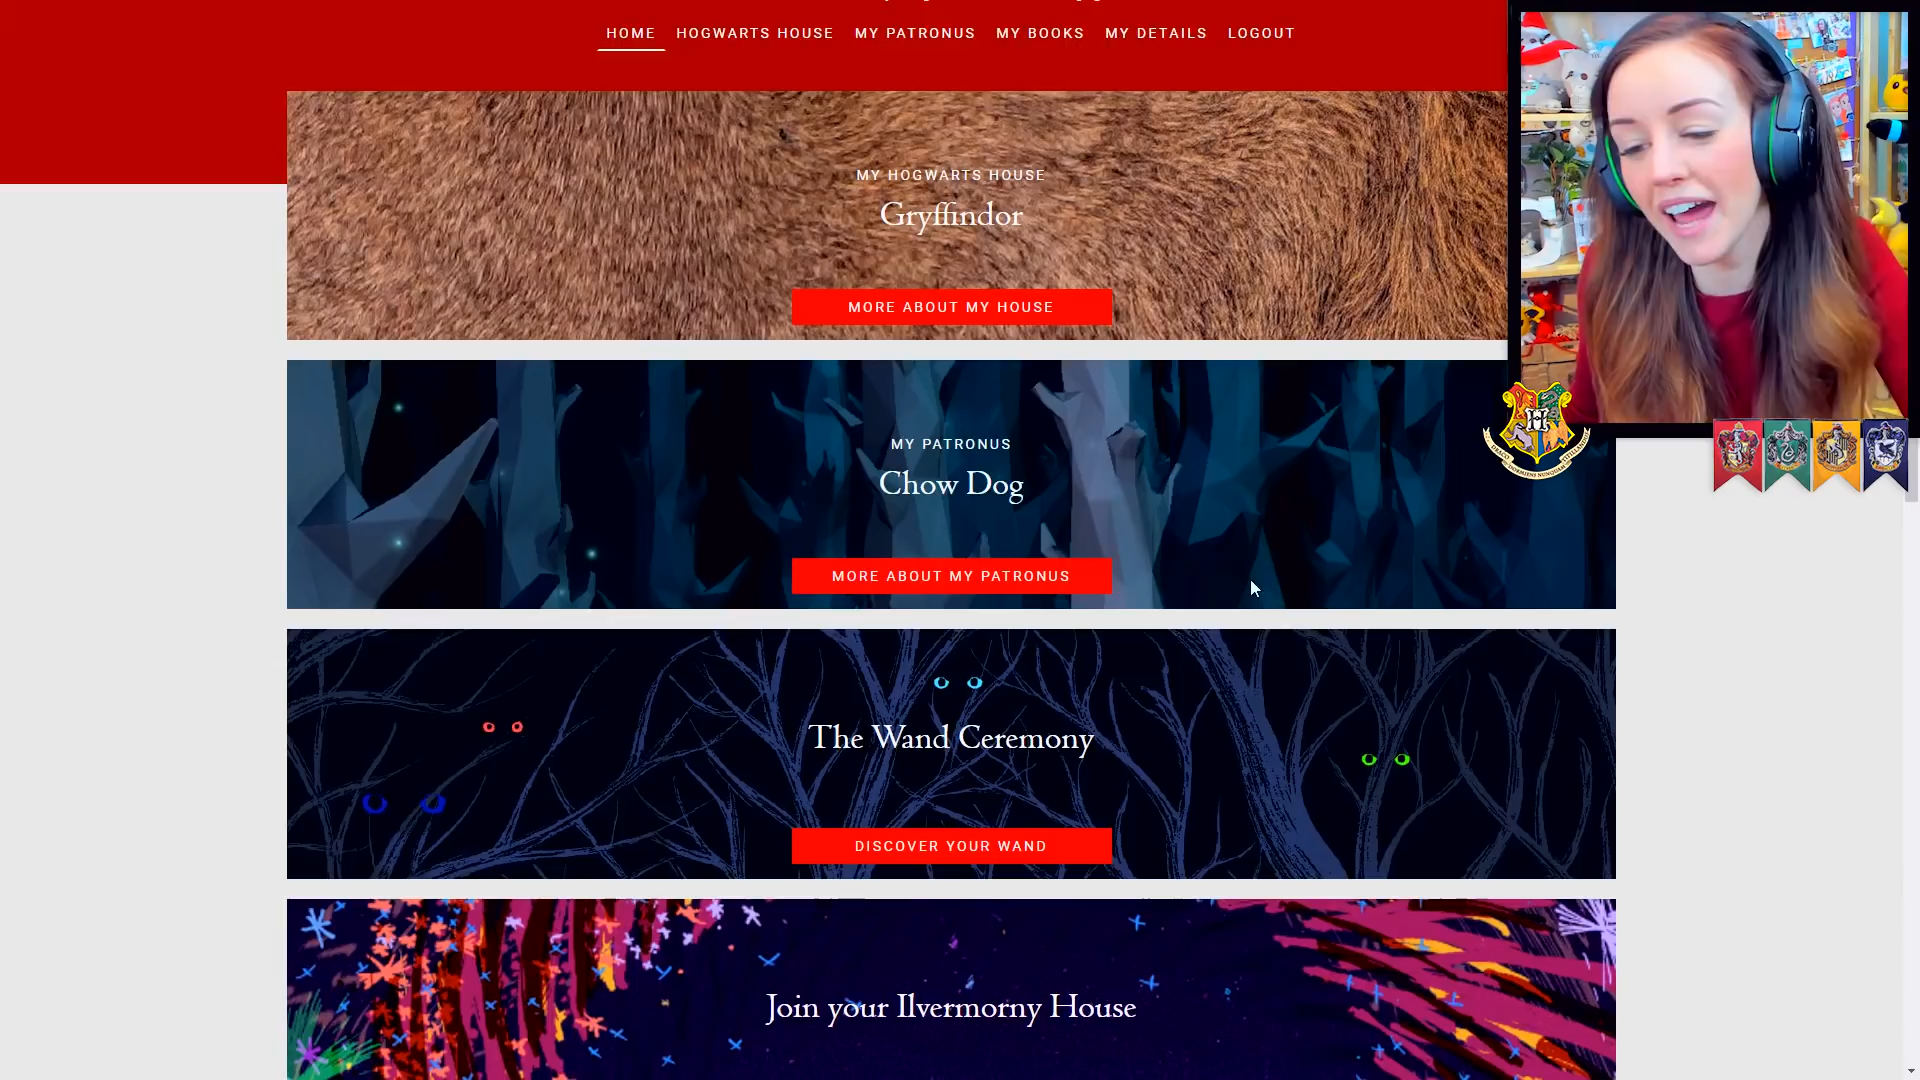 HOME HOGWARTS HOUSE MY PATRONUS MY BOOKS MY DETAILS LOGOUT
MY HOGWARTS HOUSE
Gryffindor
MORE ABOUT MY HOUSE
MY PATRONUS
Chow Dog
MORE ABOUT MY PATRONUS
The Wand Ceremony
DISCOVER YOUR WAND
Join your Ilvermorny House